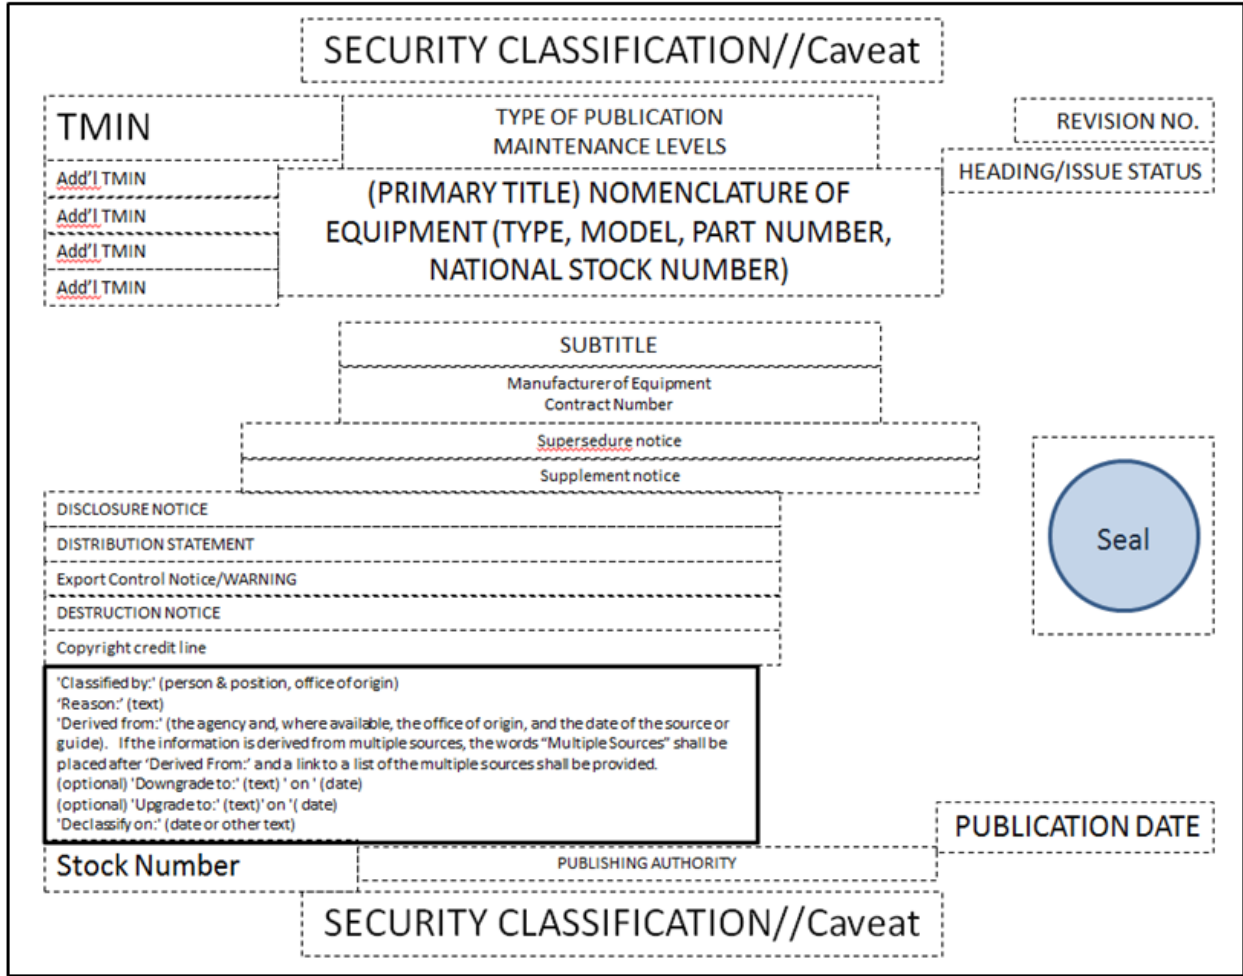 SECURITY CLASSIFICATION//Caveat
TMIN
TYPE OF PUBLICATION
MAINTENANCE LEVELS
REVISION NO.
HEADING/ISSUE STATUS
Add'l TMIN
Add'l TMIN
Add'l TMIN
Add'l TMIN
(PRIMARY TITLE) NOMENCLATURE OF
EQUIPMENT (TYPE, MODEL, PART NUMBER,
NATIONAL STOCK NUMBER)
SUBTITLE
Manufacturer of Equipment
Contract Number
Supersedure notice
Supplement notice
DISCLOSURE NOTICE
DISTRIBUTION STATEMENT
Export Control Notice/WARNING
DESTRUCTION NOTICE
Copyright credit line
Seal
'Classified by:' (person & position, office of origin)
‘Reason:’ (text)
'Derived from:' (the agency and, where available, the office of origin, and the date of the source or
guide). If the information is derived from multiple sources, the words “Multiple Sources” shall be
placed after ‘Derived From:’ and a link to a list of the multiple sources shall be provided.
(optional) 'Downgrade to:' (text) ' on ' (date)
(optional) 'Upgrade to:' (text)' on '( date)
'Declassify on:' (date or other text)
PUBLICATION DATE
Stock Number
PUBLISHING AUTHORITY
SECURITY CLASSIFICATION//Caveat